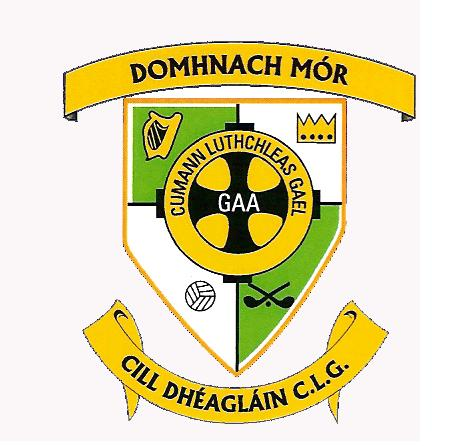 DOMHNACH MÓR
CUMANN LUTHCHLEAS GAEL
GAA
CILL DHÉAGLÁIN C.L.G.